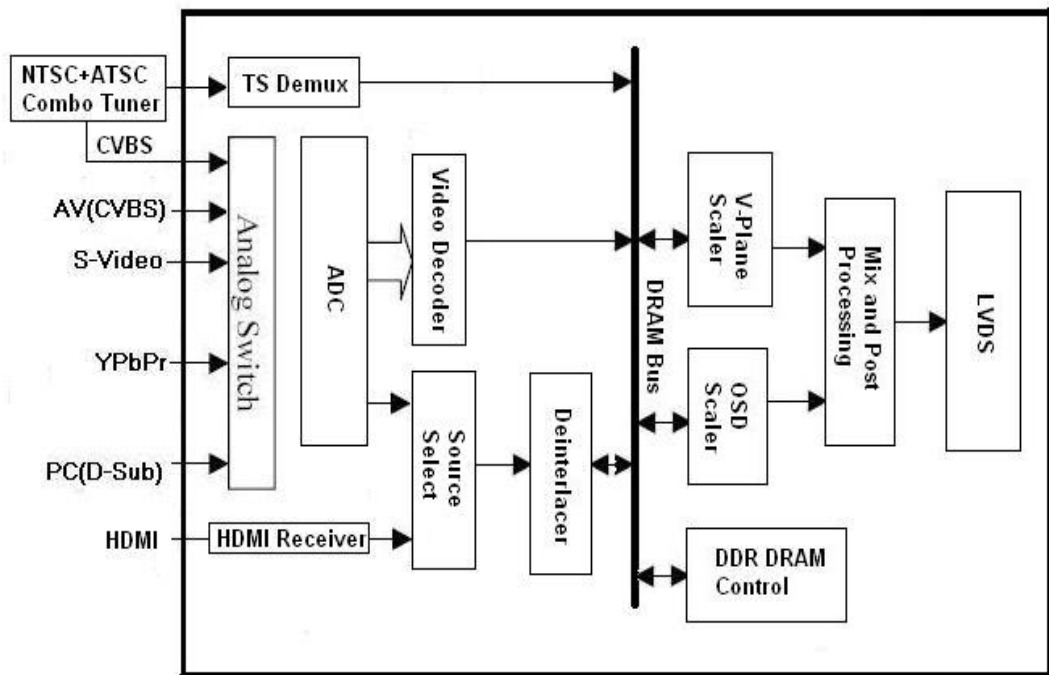 NTSC+ATSC
Combo Tuner
TS Demux
CVBS
AV(CVBS)
S-Video
YPbPr
PC(D-Sub)
HDMI
Analog Switch
ADC
Video Decoder
HDMI Receiver
Source
Select
Deinterlacer
DRAM Bus
V-Plane
Scaler
OSD
Scaler
DDR DRAM
Control
Mix and Post
Processing
LVDS